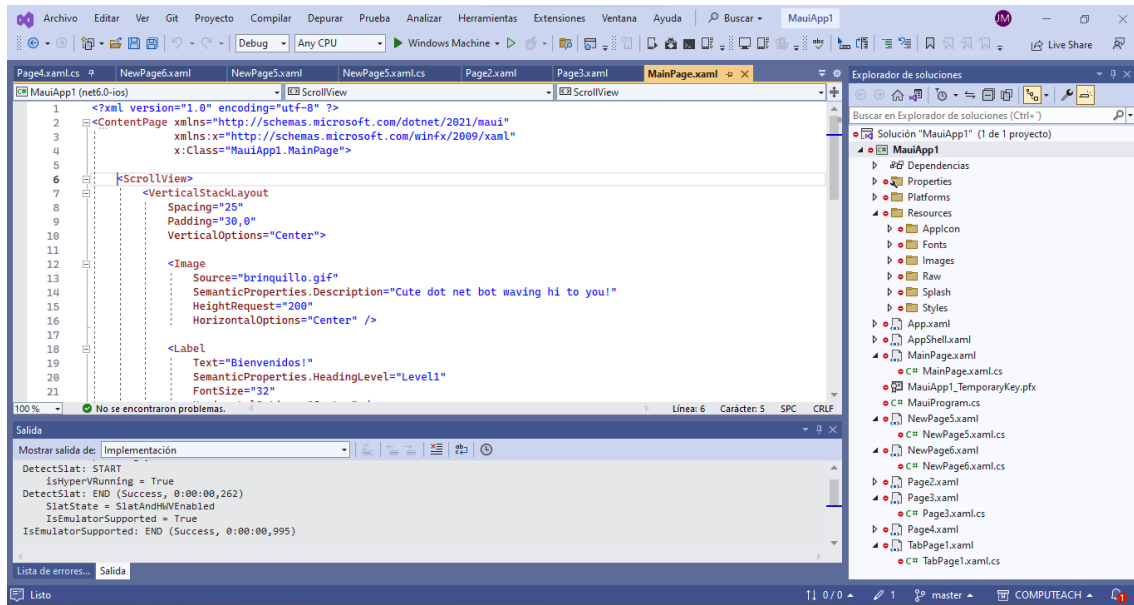 Archivo Editar Ver Git Proyecto Compilar Depurar Prueba Analizar Herramientas Extensiones Ventana Ayuda Buscar MauiApp1 JM
Debug Any CPU Windows Machine Live Share
Page4.xaml.cs NewPage6.xaml NewPage5.xaml NewPage5.xaml.cs Page2.xaml Page3.xaml MainPage.xaml
MauiApp1 (net6.0-ios) ScrollView ScrollView
1 <?xml version="1.0" encoding="utf-8" ?>
2 <ContentPage xmlns="http://schemas.microsoft.com/dotnet/2021/maui"
3 xmlns:x="http://schemas.microsoft.com/winfx/2009/xaml"
4 x:Class="MauiApp1.MainPage">
5
6 <ScrollView>
7 <VerticalStackLayout
8 Spacing="25"
9 Padding="30,0"
10 VerticalOptions="Center">
11
12 <Image
13 Source="brinquillo.gif"
14 SemanticProperties.Description="Cute dot net bot waving hi to you!"
15 HeightRequest="200"
16 HorizontalOptions="Center" />
17
18 <Label
19 Text="Bienvenidos!"
20 SemanticProperties.HeadingLevel="Level1"
21 FontSize="32"
100 % No se encontraron problemas. Línea: 6 Carácter: 5 SPC CRLF
Salida
Mostrar salida de: Implementación
DetectSlat: START
isHyperVRunning = True
DetectSlat: END (Success, 0:00:00,262)
SlatState = SlatAndHWVEnabled
IsEmulatorSupported = True
IsEmulatorSupported: END (Success, 0:00:00,995)
Lista de errores... Salida
Explorador de soluciones
Buscar en Explorador de soluciones (Ctrl+´)
Solución "MauiApp1" (1 de 1 proyecto)
MauiApp1
Dependencias
Properties
Platforms
Resources
AppIcon
Fonts
Images
Raw
Splash
Styles
App.xaml
AppShell.xaml
MainPage.xaml
C# MainPage.xaml.cs
MauiApp1_TemporaryKey.pfx
C# MauiProgram.cs
NewPage5.xaml
C# NewPage5.xaml.cs
NewPage6.xaml
C# NewPage6.xaml.cs
Page2.xaml
Page3.xaml
C# Page3.xaml.cs
Page4.xaml
TabPage1.xaml
C# TabPage1.xaml.cs
Listo 0 / 0 1 master COMPUTEACH 1